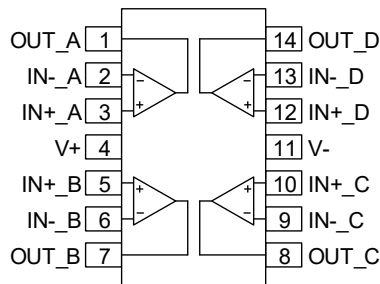 OUT_A 1 14 OUT_D
IN-_A 2 − − 13 IN-_D
IN+_A 3 + + 12 IN+_D
V+ 4 11 V-
IN+_B 5 + + 10 IN+_C
IN-_B 6 − − 9 IN-_C
OUT_B 7 8 OUT_C